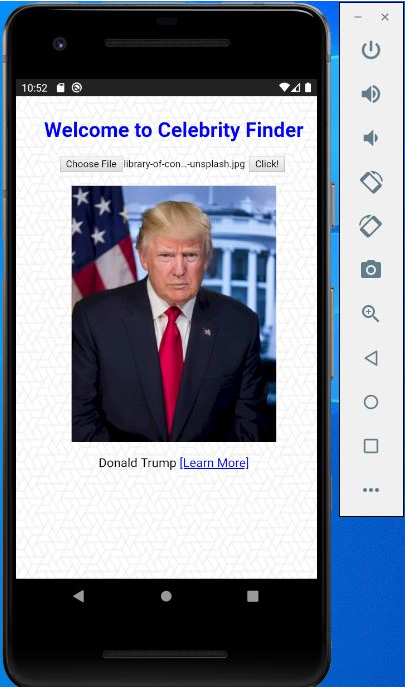 10:52
Welcome to Celebrity Finder
Choose File library-of-con...-unsplash.jpg Click!
Donald Trump [Learn More]